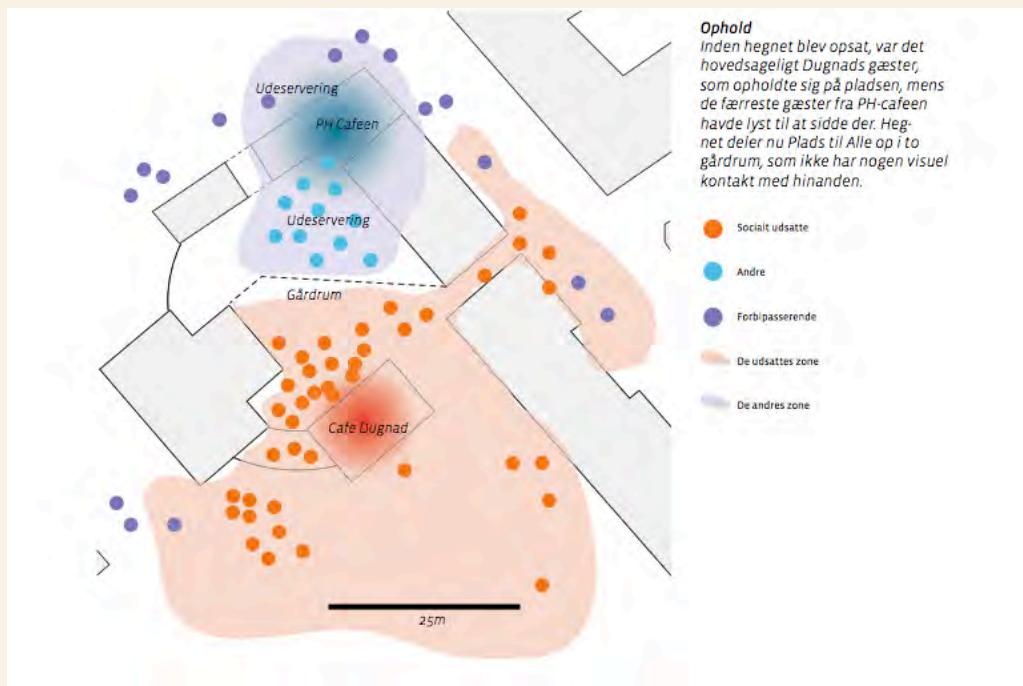 Ophold
Inden hegnet blev opsat, var det
hovedsageligt Dugnads gæster,
som opholdte sig på pladsen, mens
de færreste gæster fra PH-cafeen
havde lyst til at sidde der. Heg-
net deler nu Plads til Alle op i to
gårdrum, som ikke har nogen visuel
kontakt med hinanden.
Socialt udsatte
Andre
Forbipasserende
De udsattes zone
De andres zone
Udeservering
PH Cafeen
Udeservering
Gårdrum
Cafe Dugnad
25m